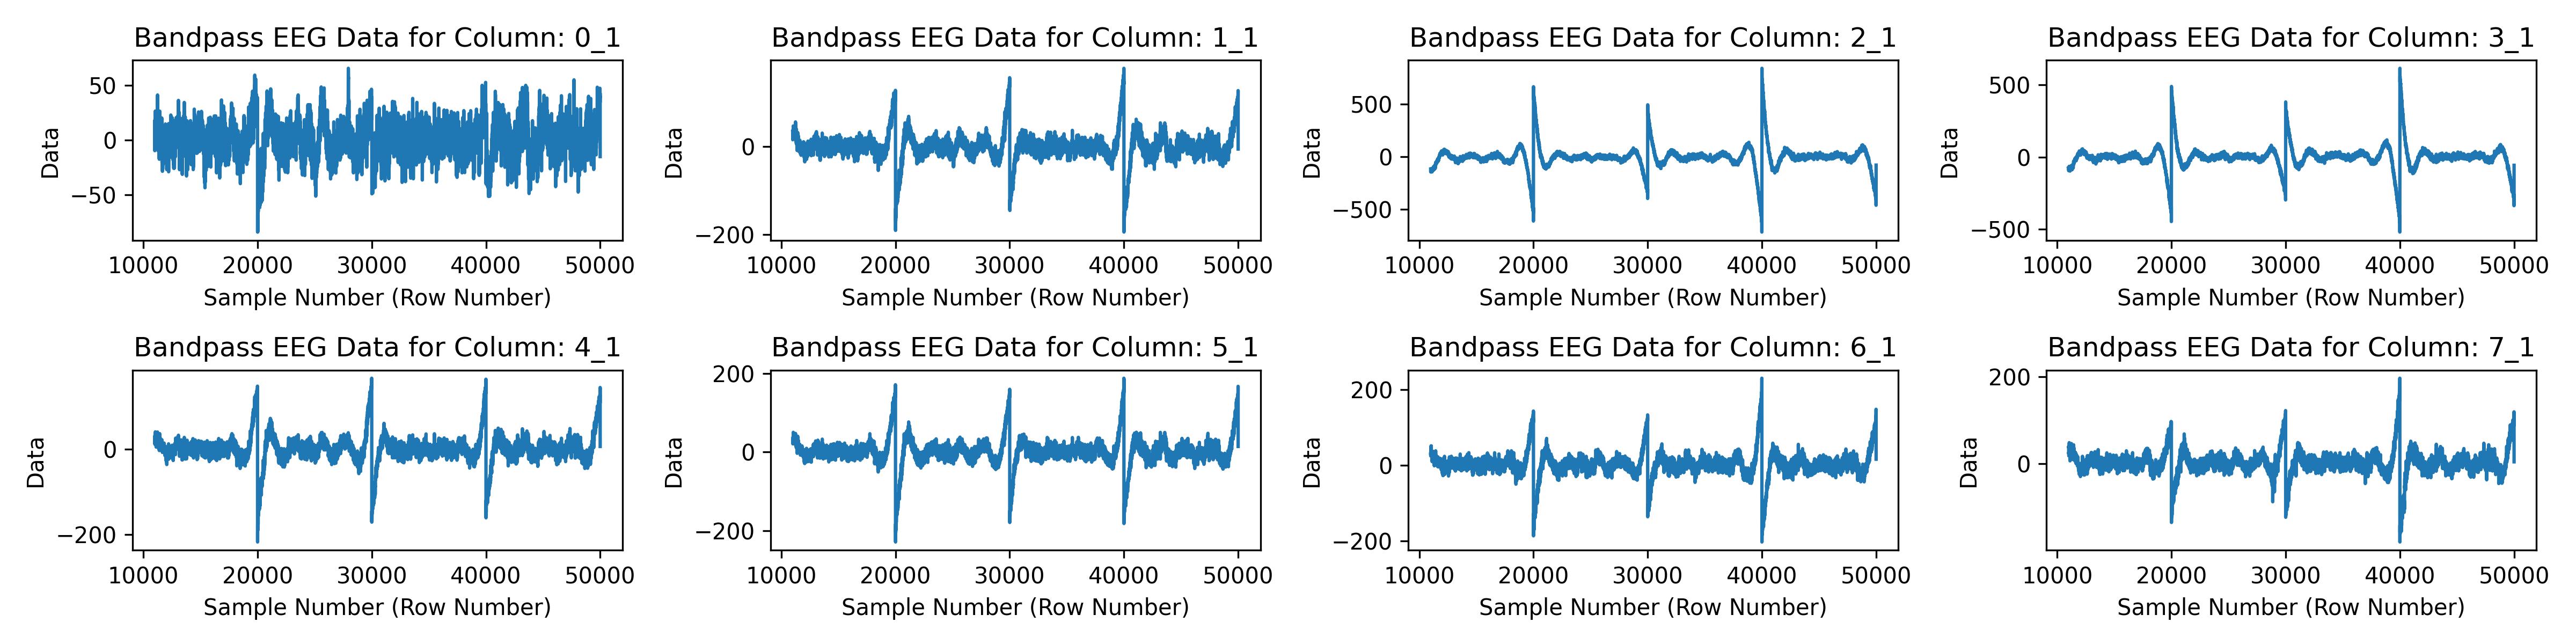 Bandpass EEG Data for Column: 0_1
Data
50
0
−50
10000 20000 30000 40000 50000
Sample Number (Row Number)
Bandpass EEG Data for Column: 1_1
Data
0
−200
10000 20000 30000 40000 50000
Sample Number (Row Number)
Bandpass EEG Data for Column: 2_1
Data
500
0
−500
10000 20000 30000 40000 50000
Sample Number (Row Number)
Bandpass EEG Data for Column: 3_1
Data
500
0
−500
10000 20000 30000 40000 50000
Sample Number (Row Number)
Bandpass EEG Data for Column: 4_1
Data
0
−200
10000 20000 30000 40000 50000
Sample Number (Row Number)
Bandpass EEG Data for Column: 5_1
Data
200
0
−200
10000 20000 30000 40000 50000
Sample Number (Row Number)
Bandpass EEG Data for Column: 6_1
Data
200
0
−200
10000 20000 30000 40000 50000
Sample Number (Row Number)
Bandpass EEG Data for Column: 7_1
Data
200
0
10000 20000 30000 40000 50000
Sample Number (Row Number)